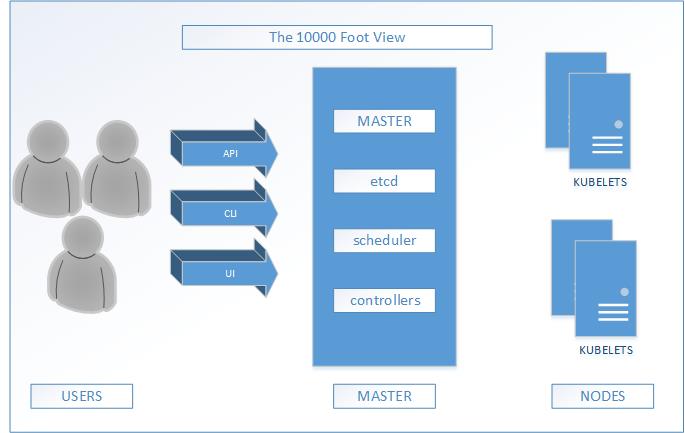 The 10000 Foot View
API
CLI
UI
MASTER
etcd
scheduler
controllers
KUBELETS
KUBELETS
USERS
MASTER
NODES